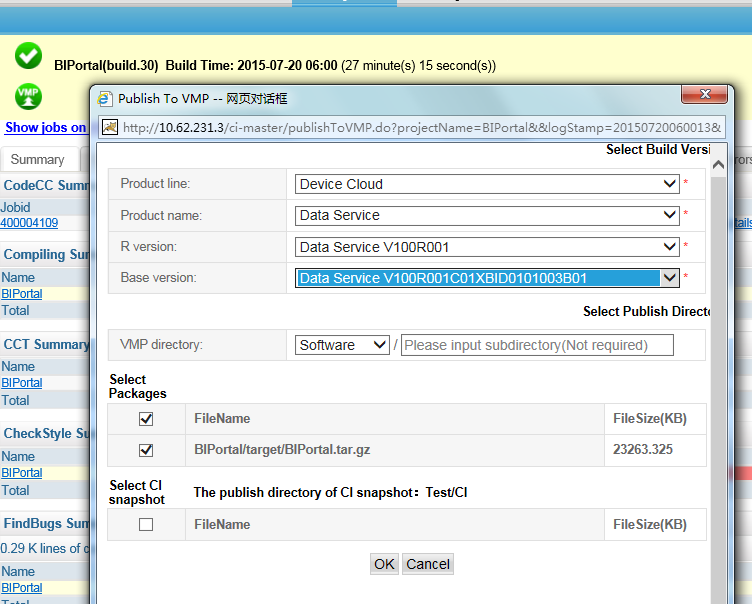 BIPortal(build.30) Build Time: 2015-07-20 06:00 (27 minute(s) 15 second(s))
VMP
Show jobs on
Summary
CodeCC Summ
Jobid
400004109
Compiling Sum
Name
BIPortal
Total
CCT Summary
Name
BIPortal
Total
CheckStyle Su
Name
BIPortal
Total
FindBugs Sum
0.29 K lines of c
Name
BIPortal
Total
rors
tails
Publish To VMP -- 网页对话框
x
http://10.62.231.3/ci-master/publishToVMP.do?projectName=BIPortal&&logStamp=20150720060013&
Select Build Versi
Product line: Device Cloud *
Product name: Data Service *
R version: Data Service V100R001 *
Base version: Data Service V100R001C01XBID0101003B01 *
Select Publish Directo
VMP directory: Software / Please input subdirectory(Not required)
Select
Packages
FileName FileSize(KB)
BIPortal/target/BIPortal.tar.gz 23263.325
Select CI
snapshot
The publish directory of CI snapshot：Test/CI
FileName FileSize(KB)
OK Cancel